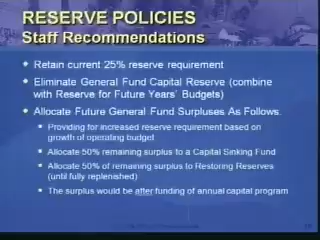 RESERVE POLICIES
Staff Recommendations
Retain current 25% reserve requirement
Eliminate General Fund Capital Reserve (combine
with Reserve for Future Years' Budgets)
Allocate Future General Fund Surpluses As Follows.
Providing for increased reserve requirement based on
growth of operating budget
Allocate 50% remaining surplus to a Capital Sinking Fund
Allocate 50% of remaining surplus to Restoring Reserves
(until fully replenished)
The surplus would be after funding of annual capital program